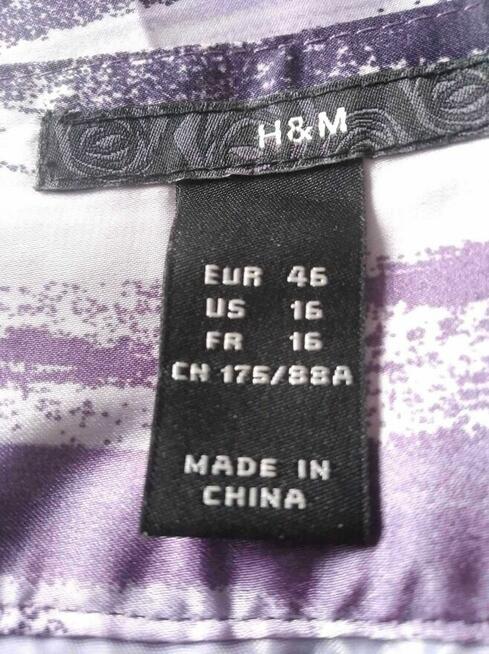 H&M
EUR 46
US 16
FR 16
CN 175/88A
MADE IN
CHINA